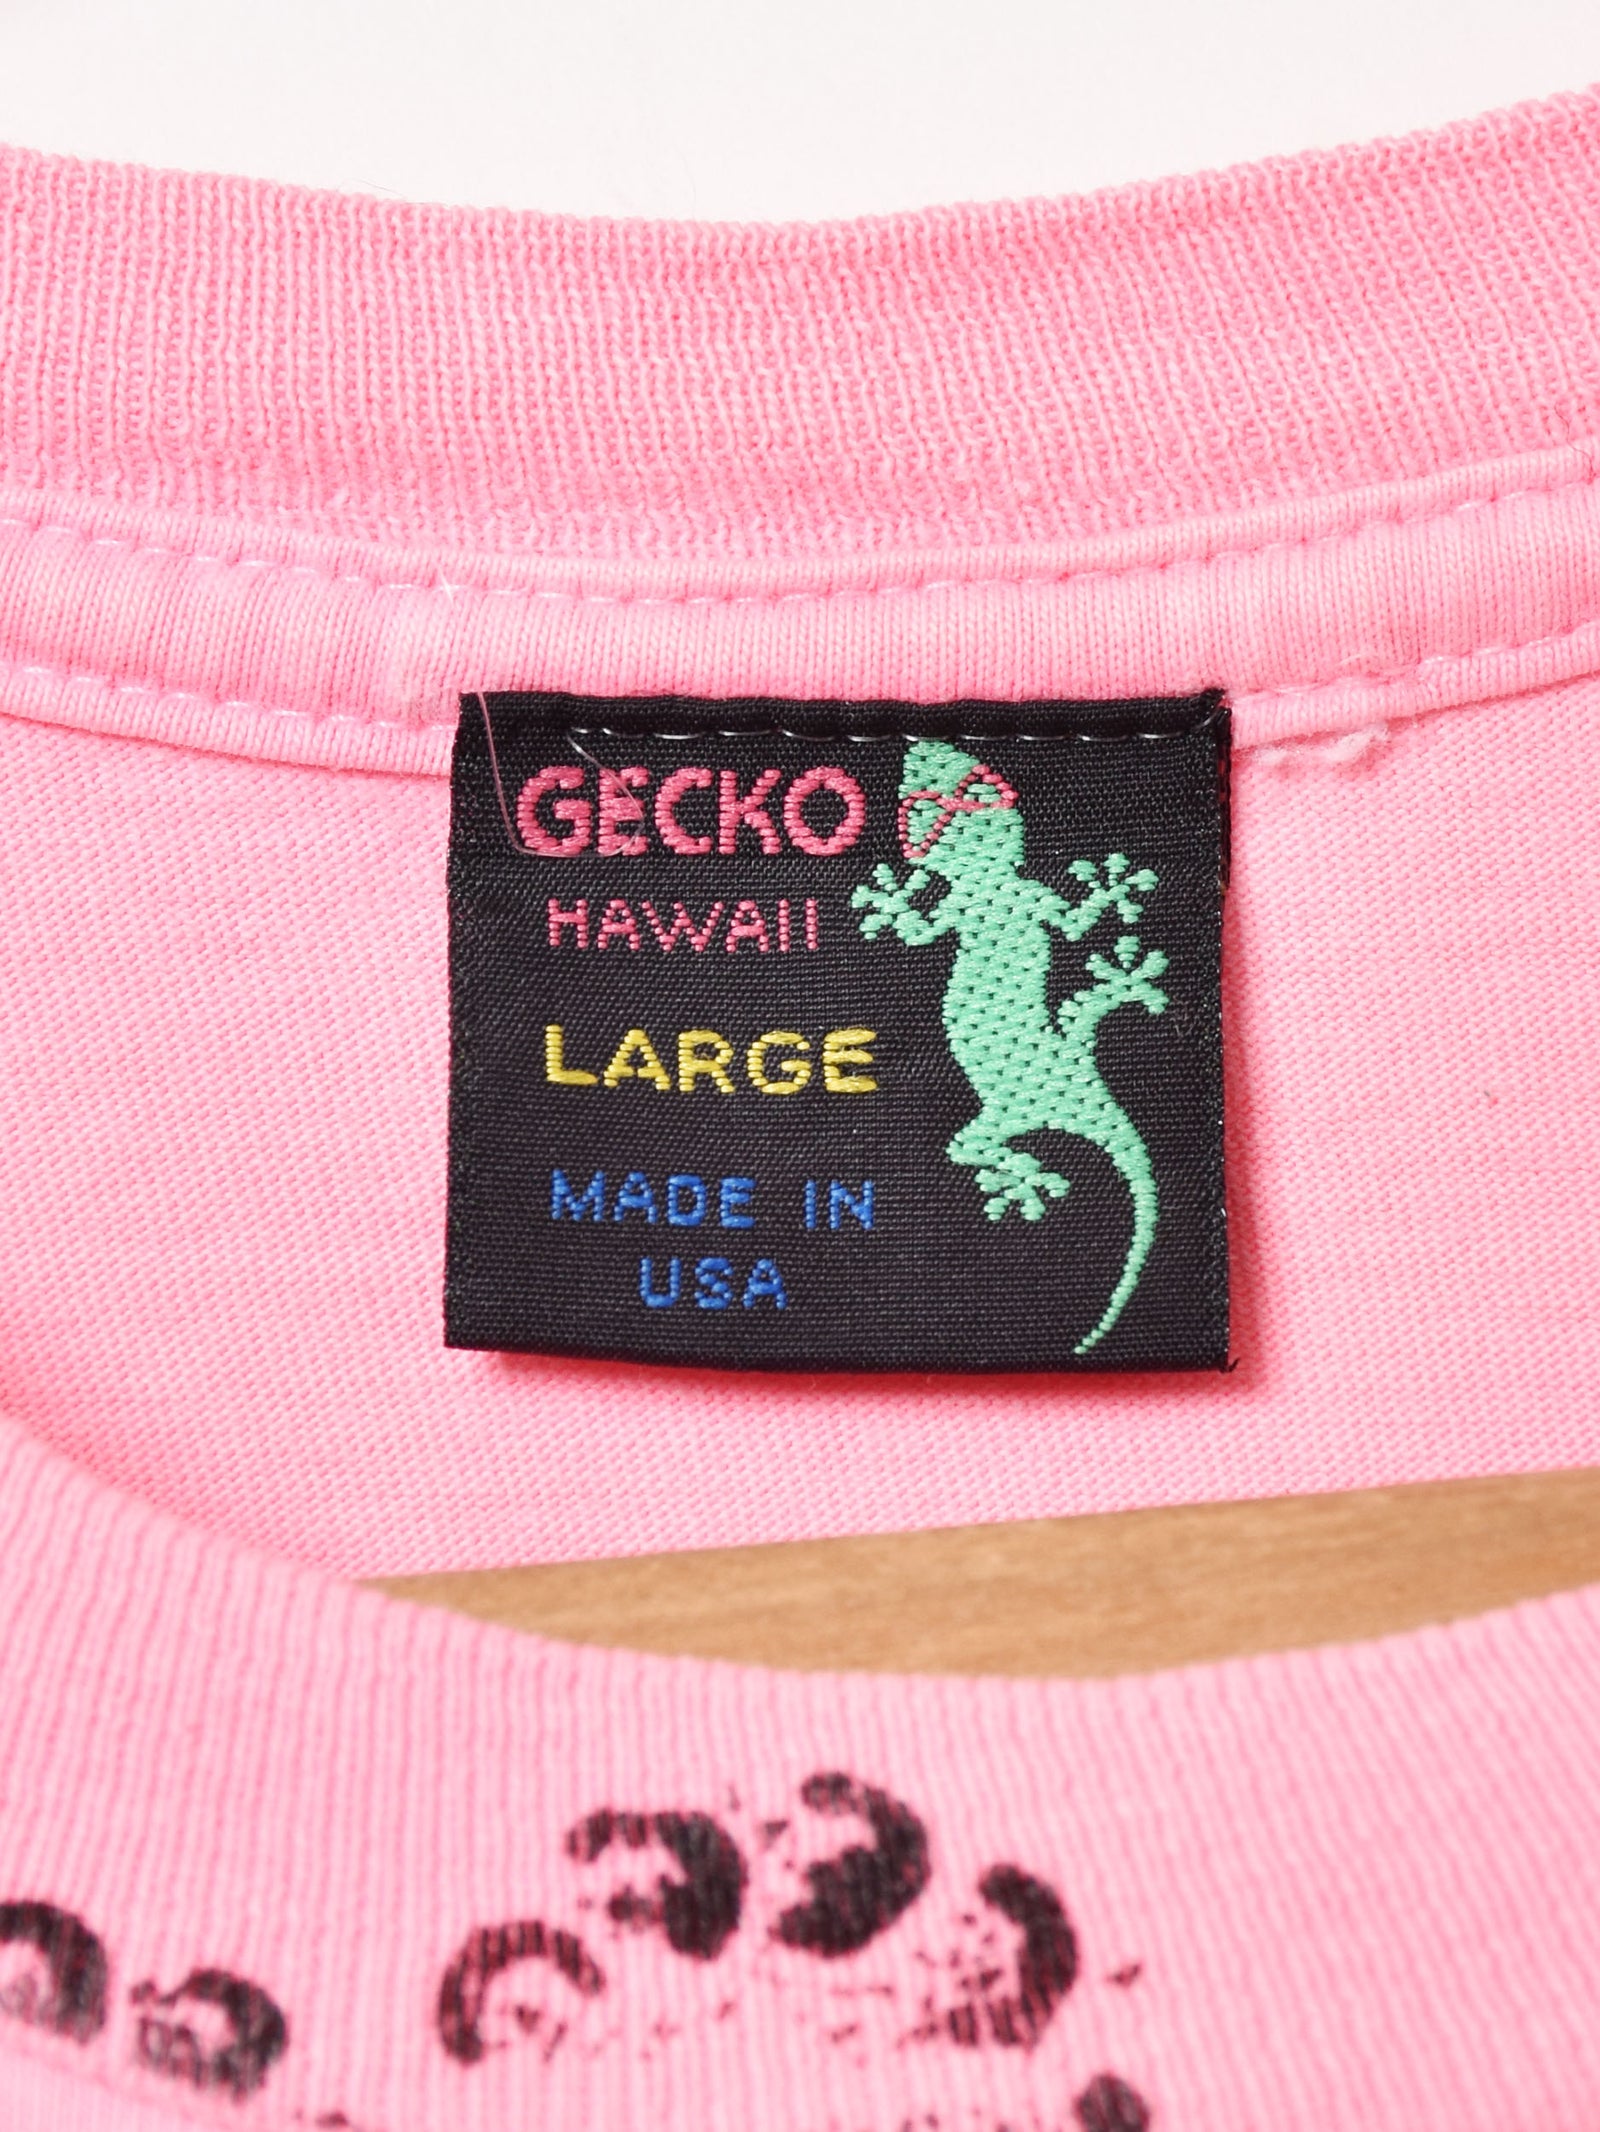 GECKO
HAWAII
LARGE
MADE IN
USA